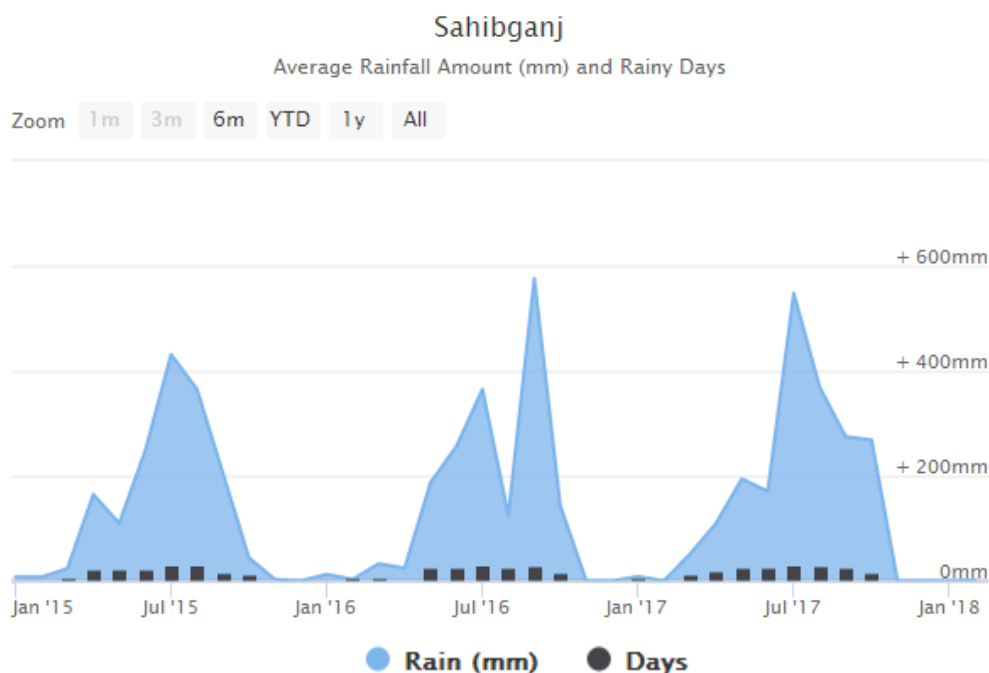 Sahibganj
Average Rainfall Amount (mm) and Rainy Days
Zoom 1m 3m 6m YTD 1y All
+ 600mm
+ 400mm
+ 200mm
0mm
Jan '15 Jul '15 Jan '16 Jul '16 Jan '17 Jul '17 Jan '18
Rain (mm) Days